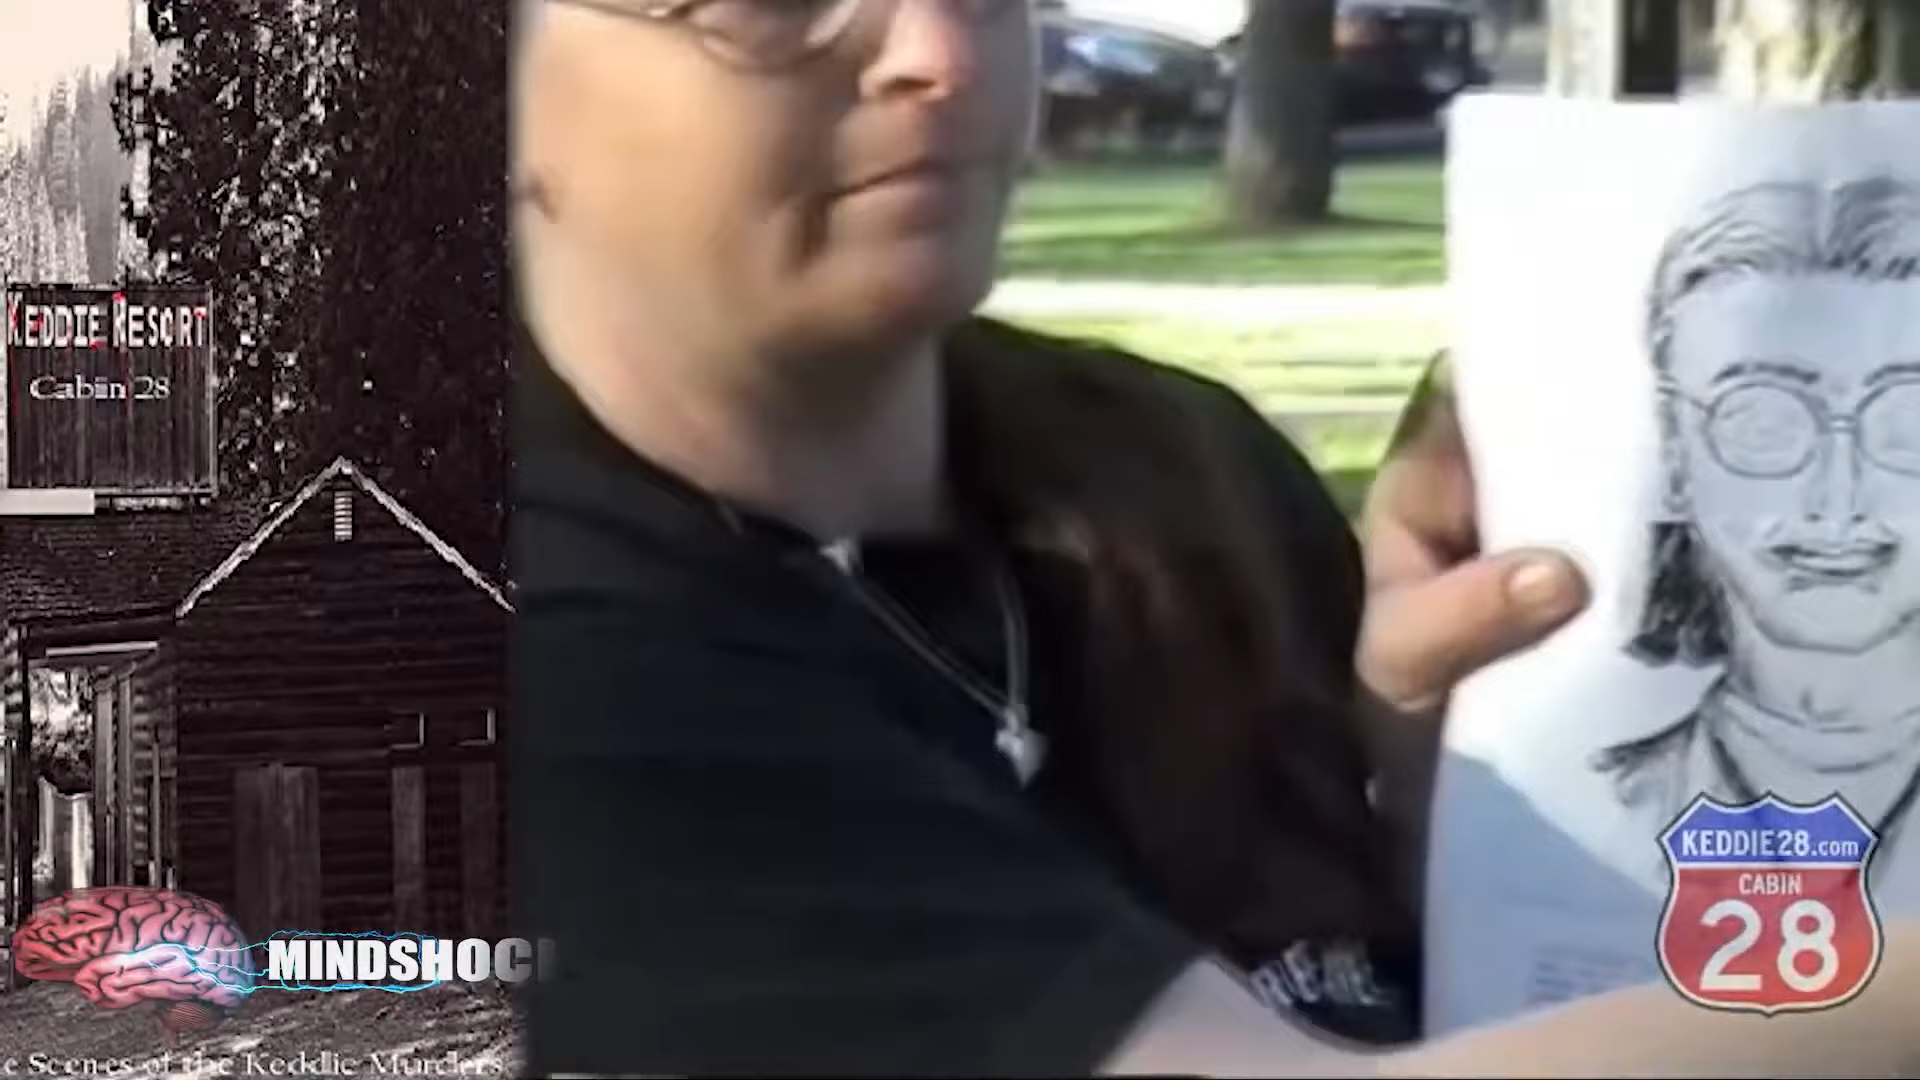 KEDDIE RESORT
Cabin 28
MINDSHOC
e Scenes of the Keddie Murders
KEDDIE28.com
CABIN
28